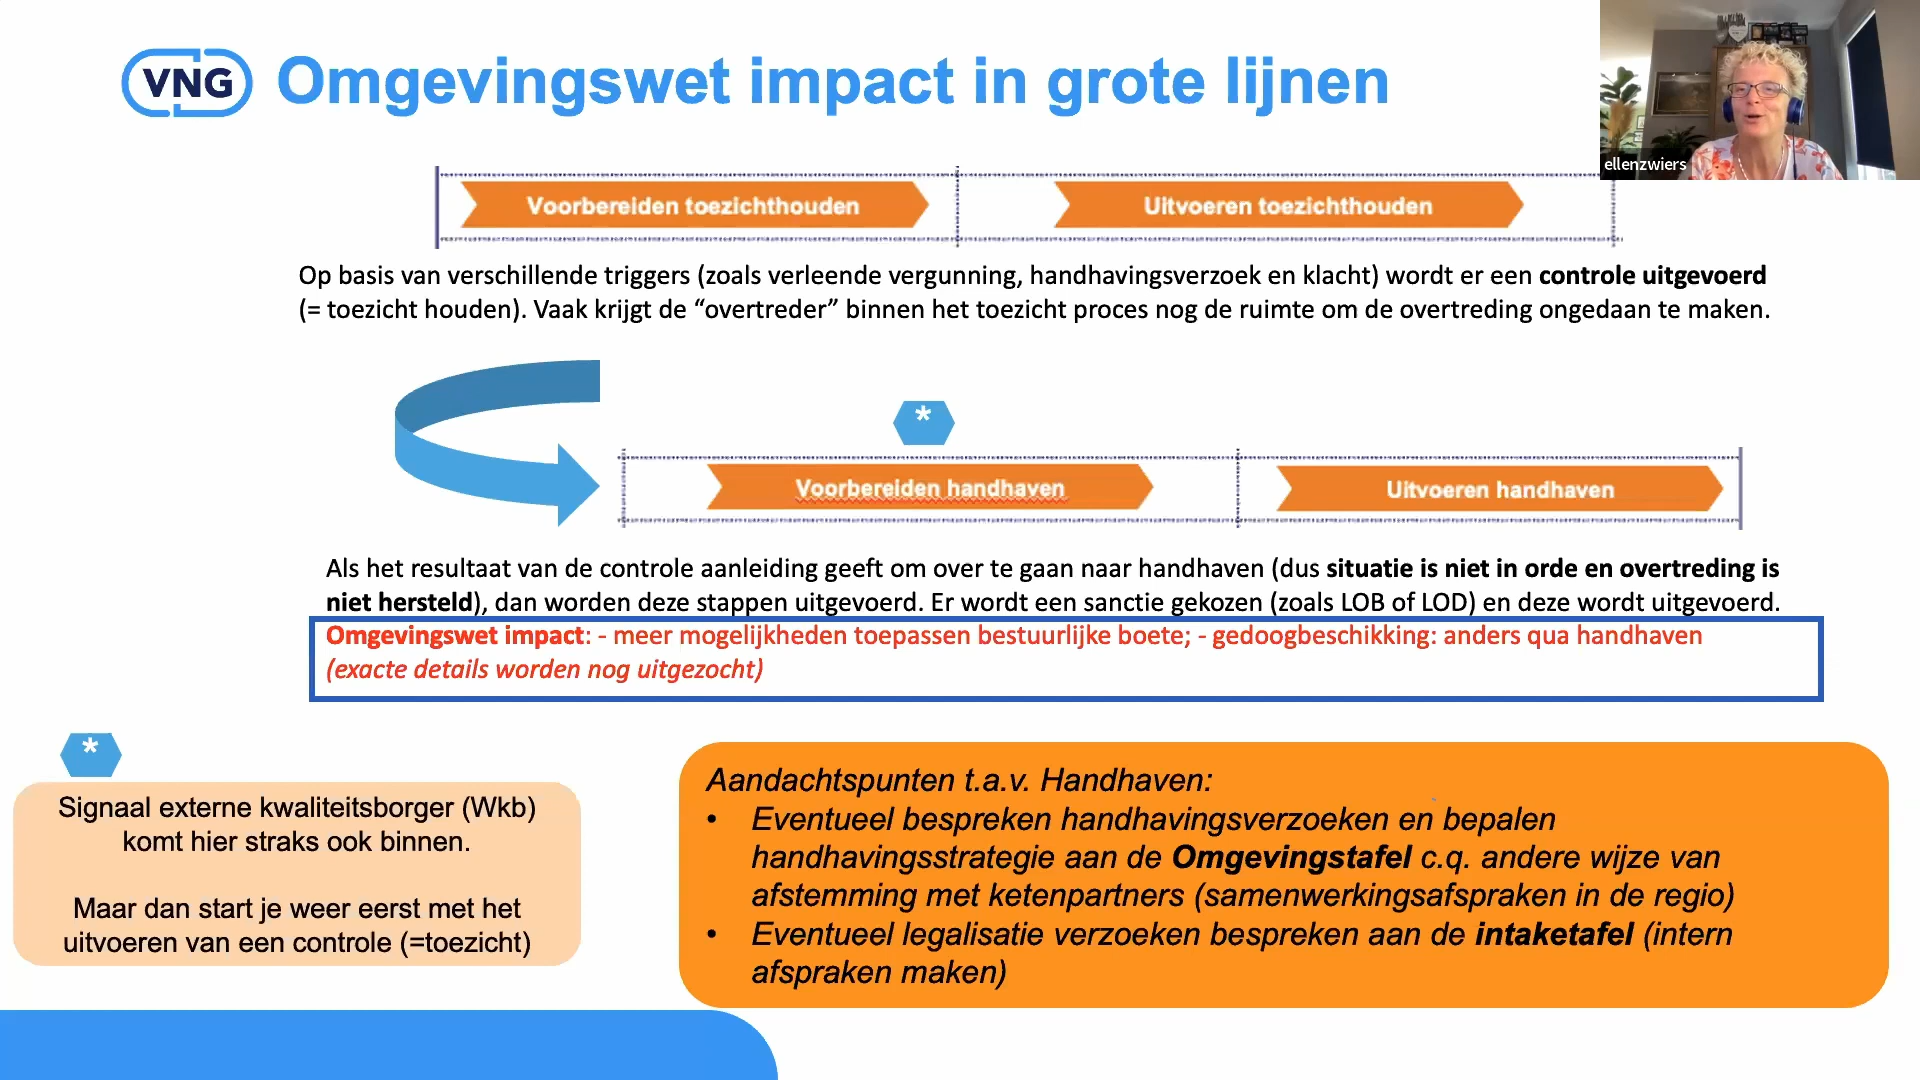 VNG
Omgevingswet impact in grote lijnen
ellenzwiers
Voorbereiden toezichthouden
Uitvoeren toezichthouden
Op basis van verschillende triggers (zoals verleende vergunning, handhavingsverzoek en klacht) wordt er een controle uitgevoerd
(= toezicht houden). Vaak krijgt de “overtreder” binnen het toezicht proces nog de ruimte om de overtreding ongedaan te maken.
*
Voorbereiden handhaven
Uitvoeren handhaven
Als het resultaat van de controle aanleiding geeft om over te gaan naar handhaven (dus situatie is niet in orde en overtreding is
niet hersteld), dan worden deze stappen uitgevoerd. Er wordt een sanctie gekozen (zoals LOB of LOD) en deze wordt uitgevoerd.
Omgevingswet impact: - meer mogelijkheden toepassen bestuurlijke boete; - gedoogbeschikking: anders qua handhaven
(exacte details worden nog uitgezocht)
*
Signaal externe kwaliteitsborger (Wkb)
komt hier straks ook binnen.
Maar dan start je weer eerst met het
uitvoeren van een controle (=toezicht)
Aandachtspunten t.a.v. Handhaven:
• Eventueel bespreken handhavingsverzoeken en bepalen
handhavingsstrategie aan de Omgevingstafel c.q. andere wijze van
afstemming met ketenpartners (samenwerkingsafspraken in de regio)
• Eventueel legalisatie verzoeken bespreken aan de intaketafel (intern
afspraken maken)